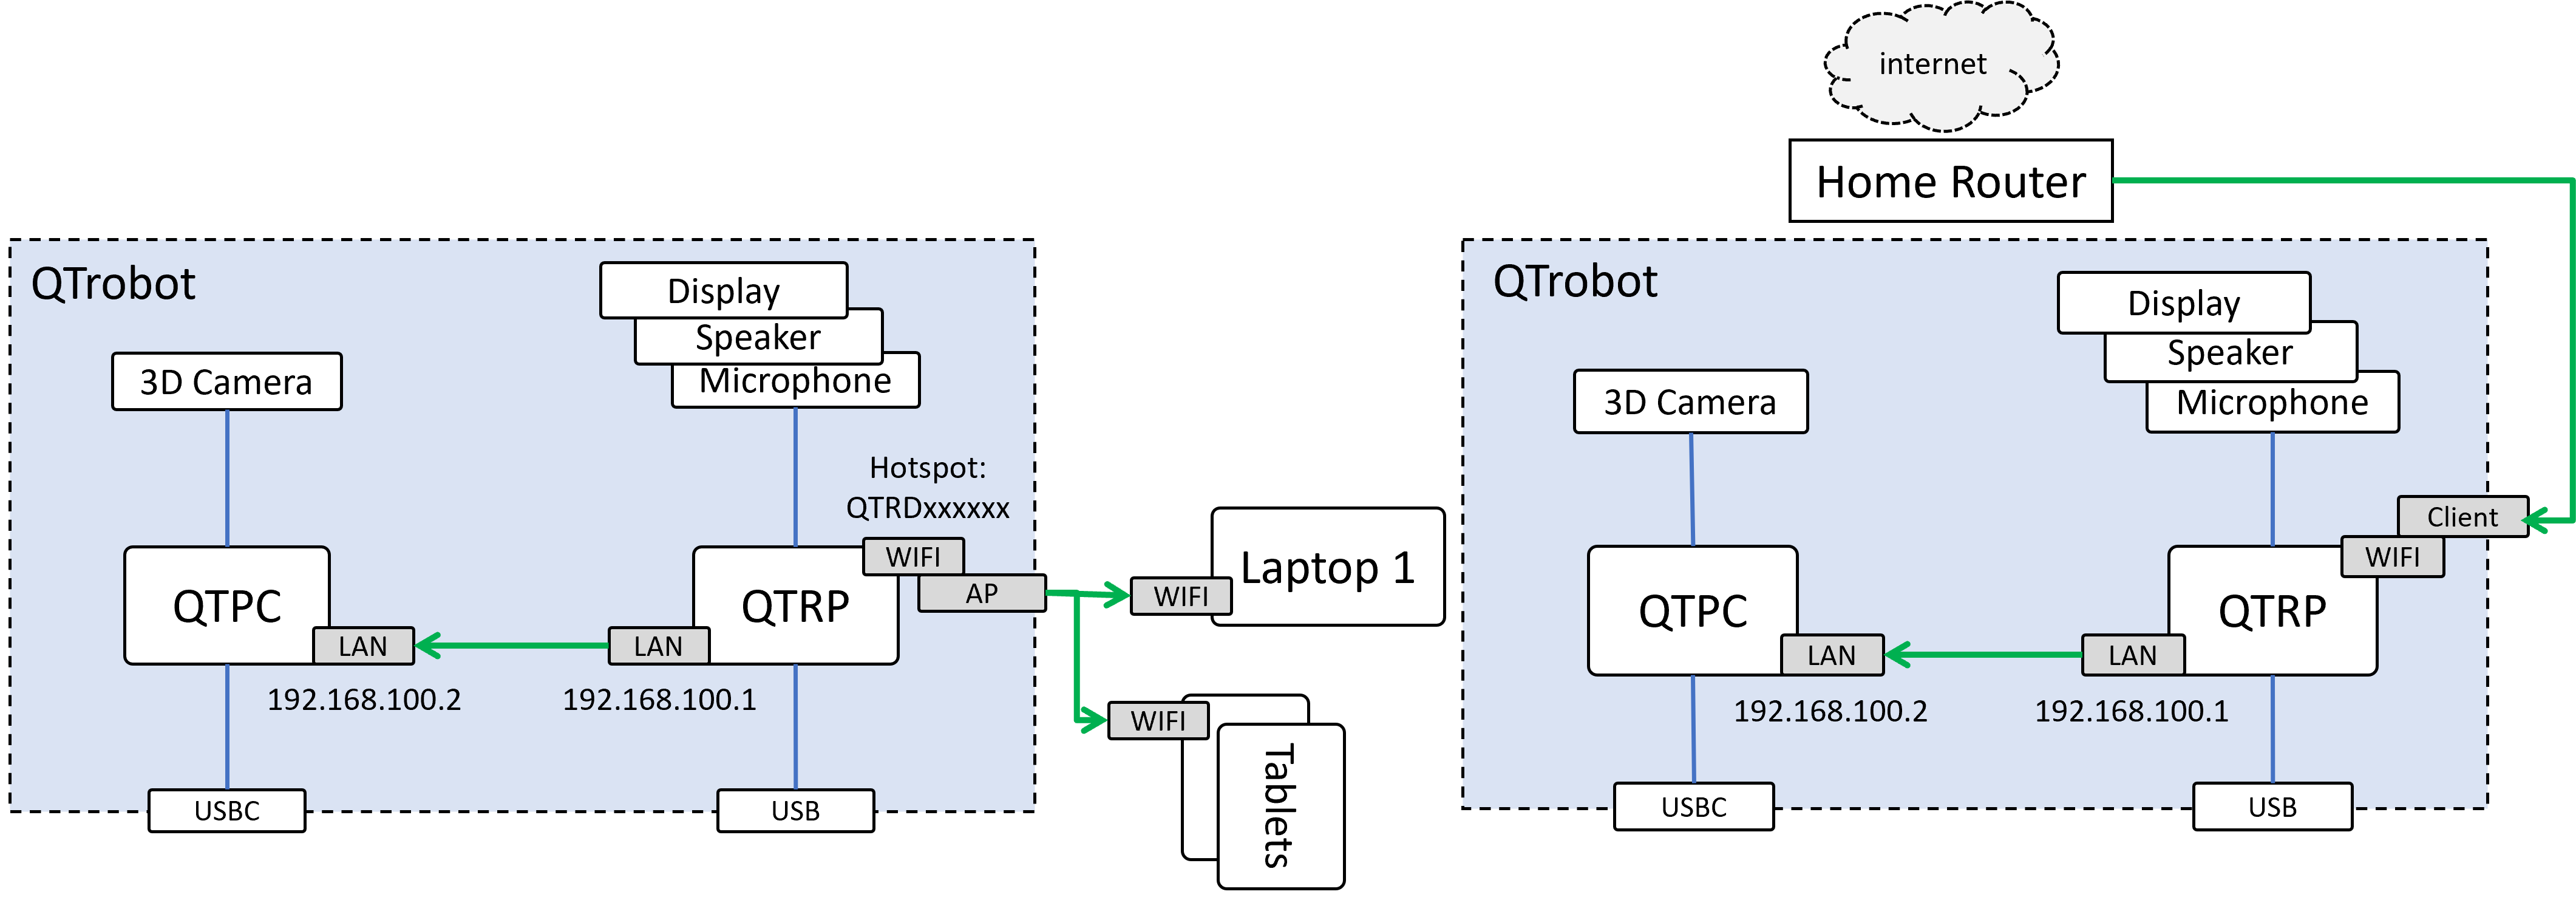 QTrobot
Display
Speaker
Microphone
3D Camera
Hotspot:
QTRDxxxxxx
QTPC
LAN
192.168.100.2
LAN
192.168.100.1
QTRP
WIFI
AP
USBC
USB
WIFI
Laptop 1
WIFI
Tablets
internet
Home Router
QTrobot
Display
Speaker
Microphone
3D Camera
Client
WIFI
QTPC
LAN
192.168.100.2
LAN
192.168.100.1
QTRP
USBC
USB